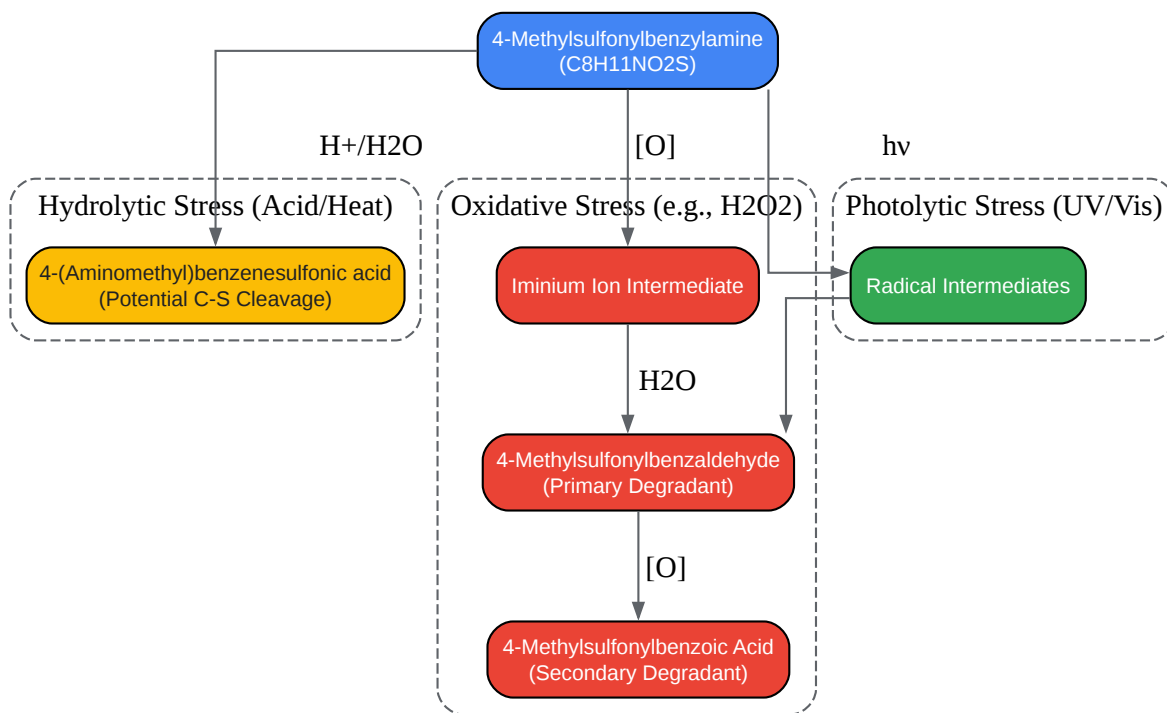 4-Methylsulfonylbenzylamine
(C8H11NO2S)
H+/H2O
[O]
hν
Hydrolytic Stress (Acid/Heat)
Oxidative Stress (e.g., H2O2)
Photolytic Stress (UV/Vis)
4-(Aminomethyl)benzenesulfonic acid
(Potential C-S Cleavage)
Iminium Ion Intermediate
Radical Intermediates
H2O
4-Methylsulfonylbenzaldehyde
(Primary Degradant)
[O]
4-Methylsulfonylbenzoic Acid
(Secondary Degradant)